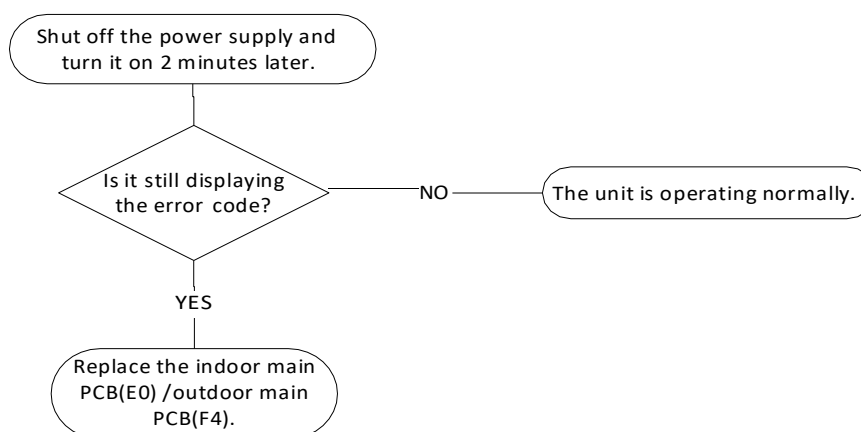 Shut off the power supply and
turn it on 2 minutes later.
Is it still displaying
the error code?
NO
The unit is operating normally.
YES
Replace the indoor main
PCB(E0) /outdoor main
PCB(F4).